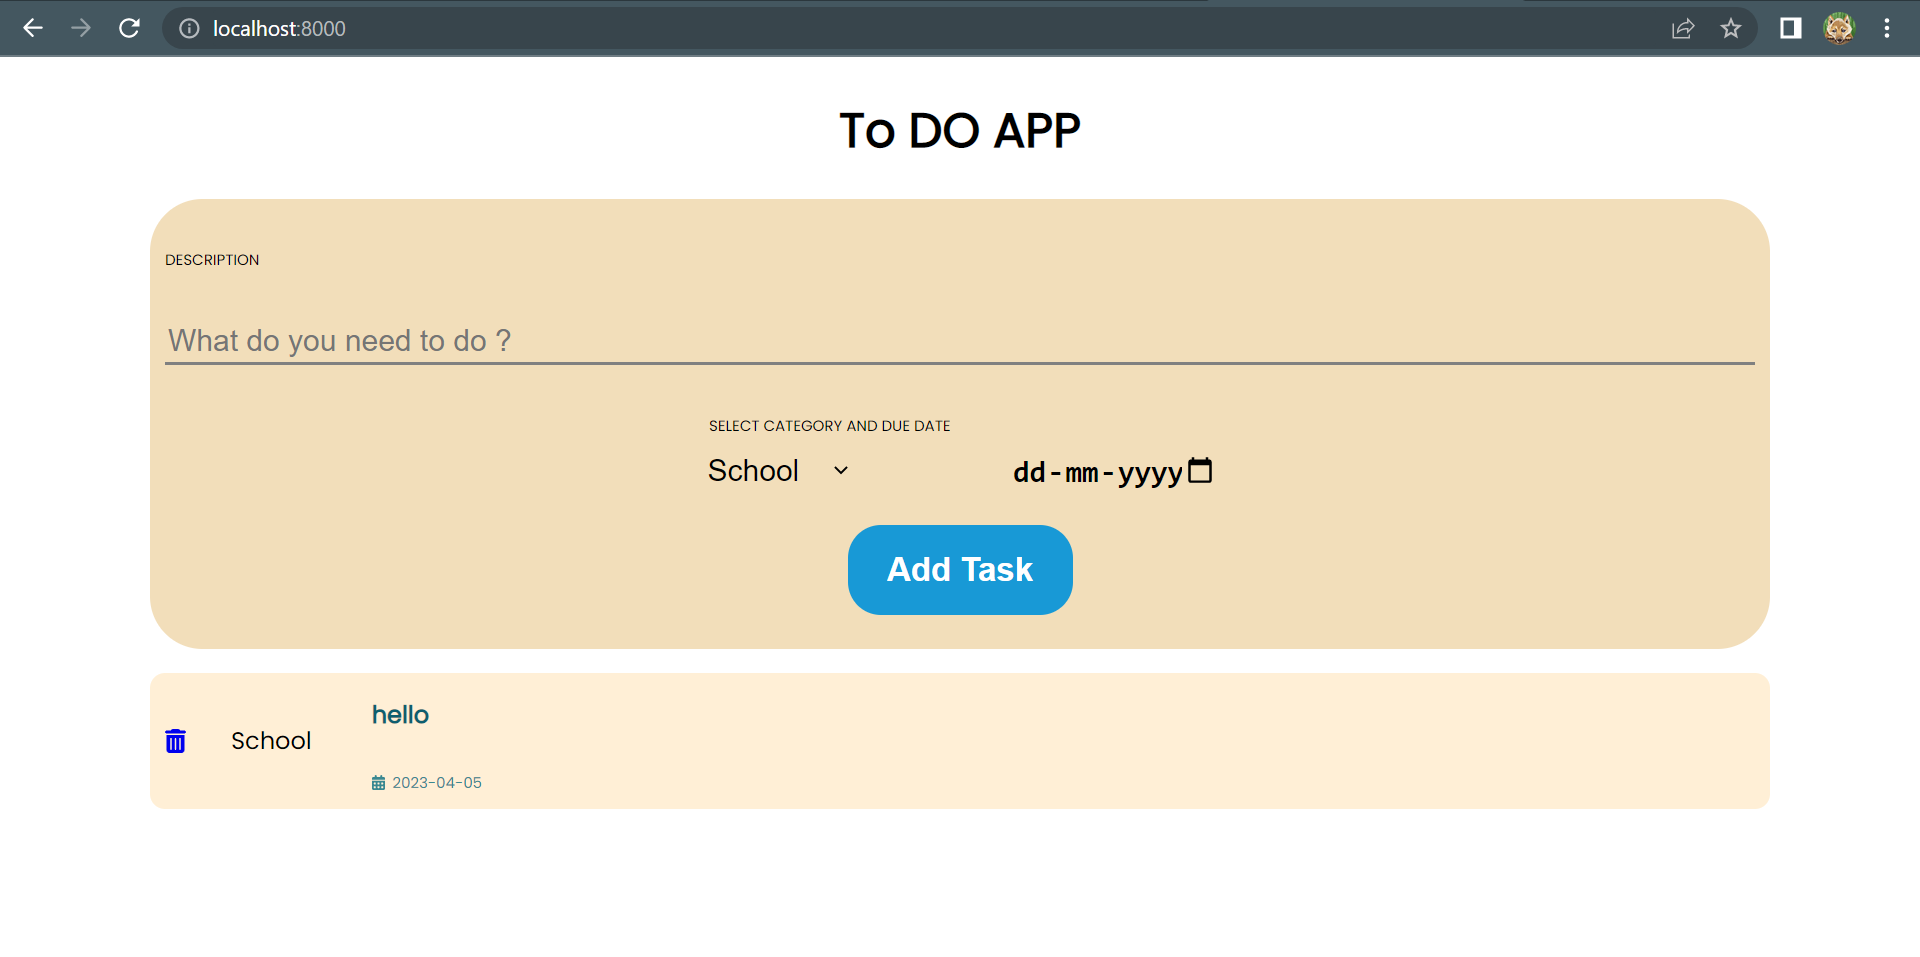 localhost:8000
To DO APP
DESCRIPTION
What do you need to do ?
SELECT CATEGORY AND DUE DATE
School dd-mm-yyyy
Add Task
hello
School
2023-04-05